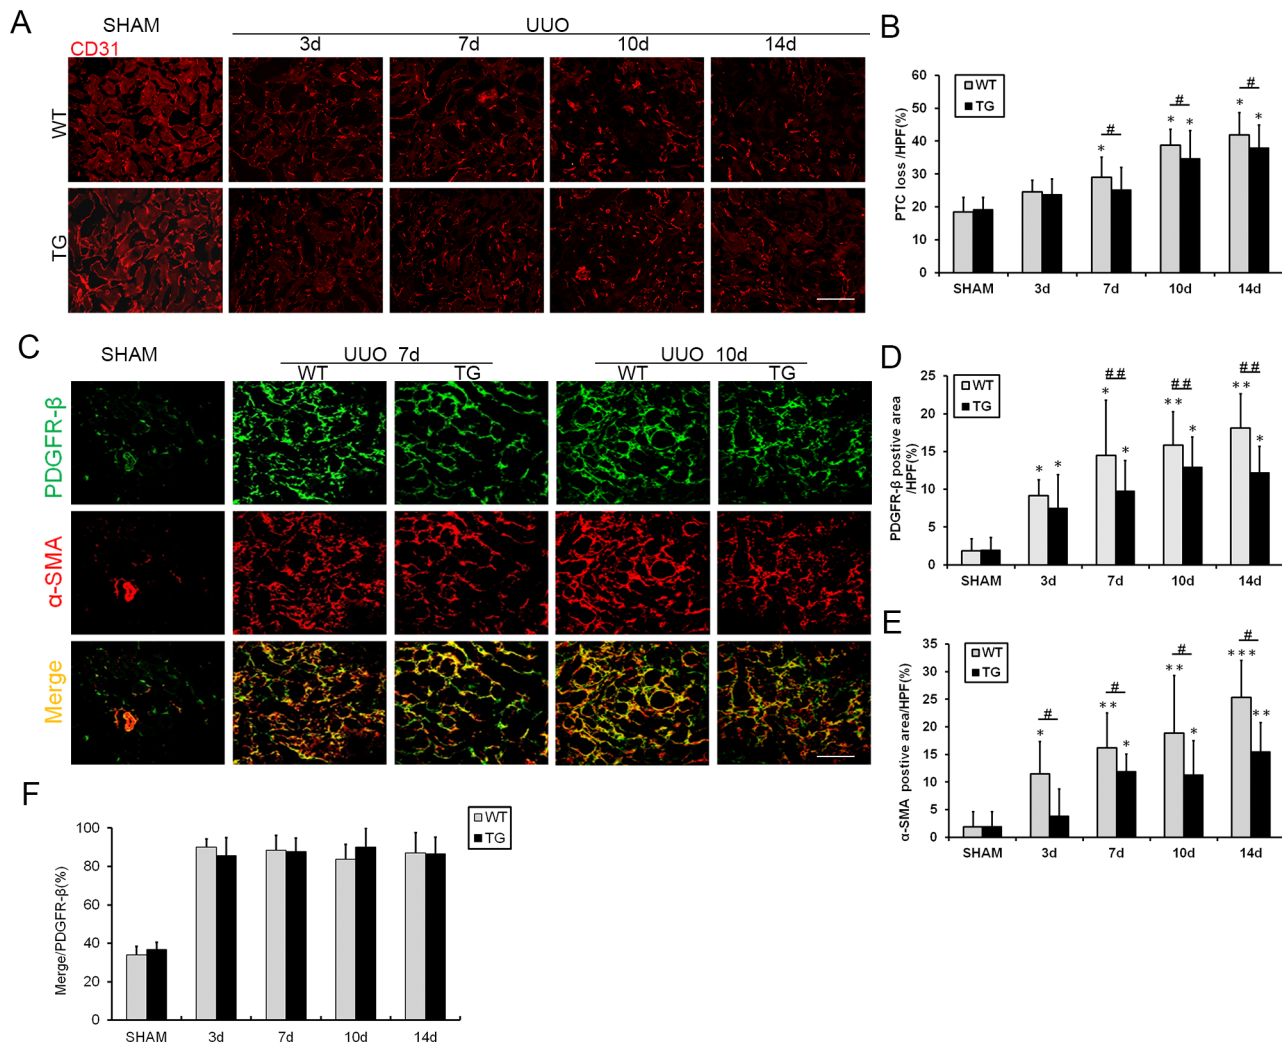 A
SHAM
UUO
CD31
3d
7d
10d
14d
WT
TG
B
PTC loss /HPF(%)
60
50
40
30
20
10
0
WT
TG
*
#
*
*
#
*
*
#
*
SHAM
3d
7d
10d
14d
C
SHAM
UUO 7d
UUO 10d
WT
TG
WT
TG
PDGFR-β
α-SMA
Merge
D
PDGFR-β postive area
/HPF(%)
25
20
15
10
5
0
WT
TG
*
*
*
##
*
**
##
*
**
##
*
SHAM
3d
7d
10d
14d
E
α-SMA postive area/HPF(%)
35
30
25
20
15
10
5
0
WT
TG
*
#
**
#
*
**
#
*
***
#
**
SHAM
3d
7d
10d
14d
F
Merge/PDGFR-β(%)
100
80
60
40
20
0
WT
TG
SHAM
3d
7d
10d
14d